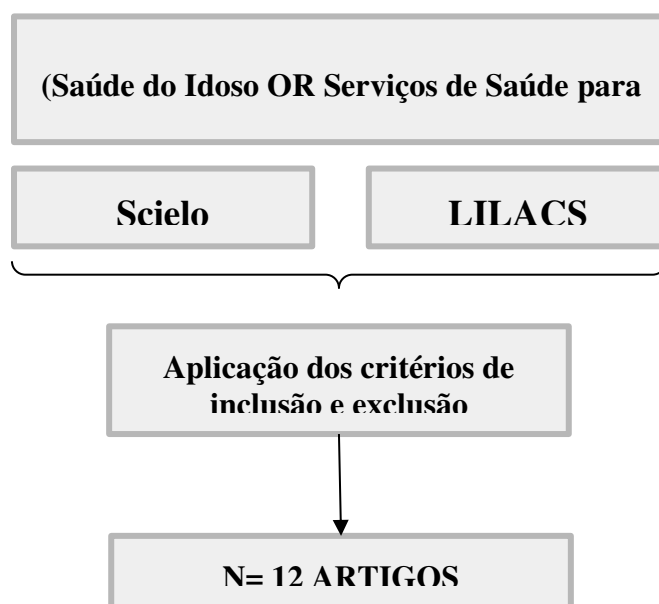 (Saúde do Idoso OR Serviços de Saúde para
Scielo
LILACS
Aplicação dos critérios de
inclusão e exclusão
N= 12 ARTIGOS